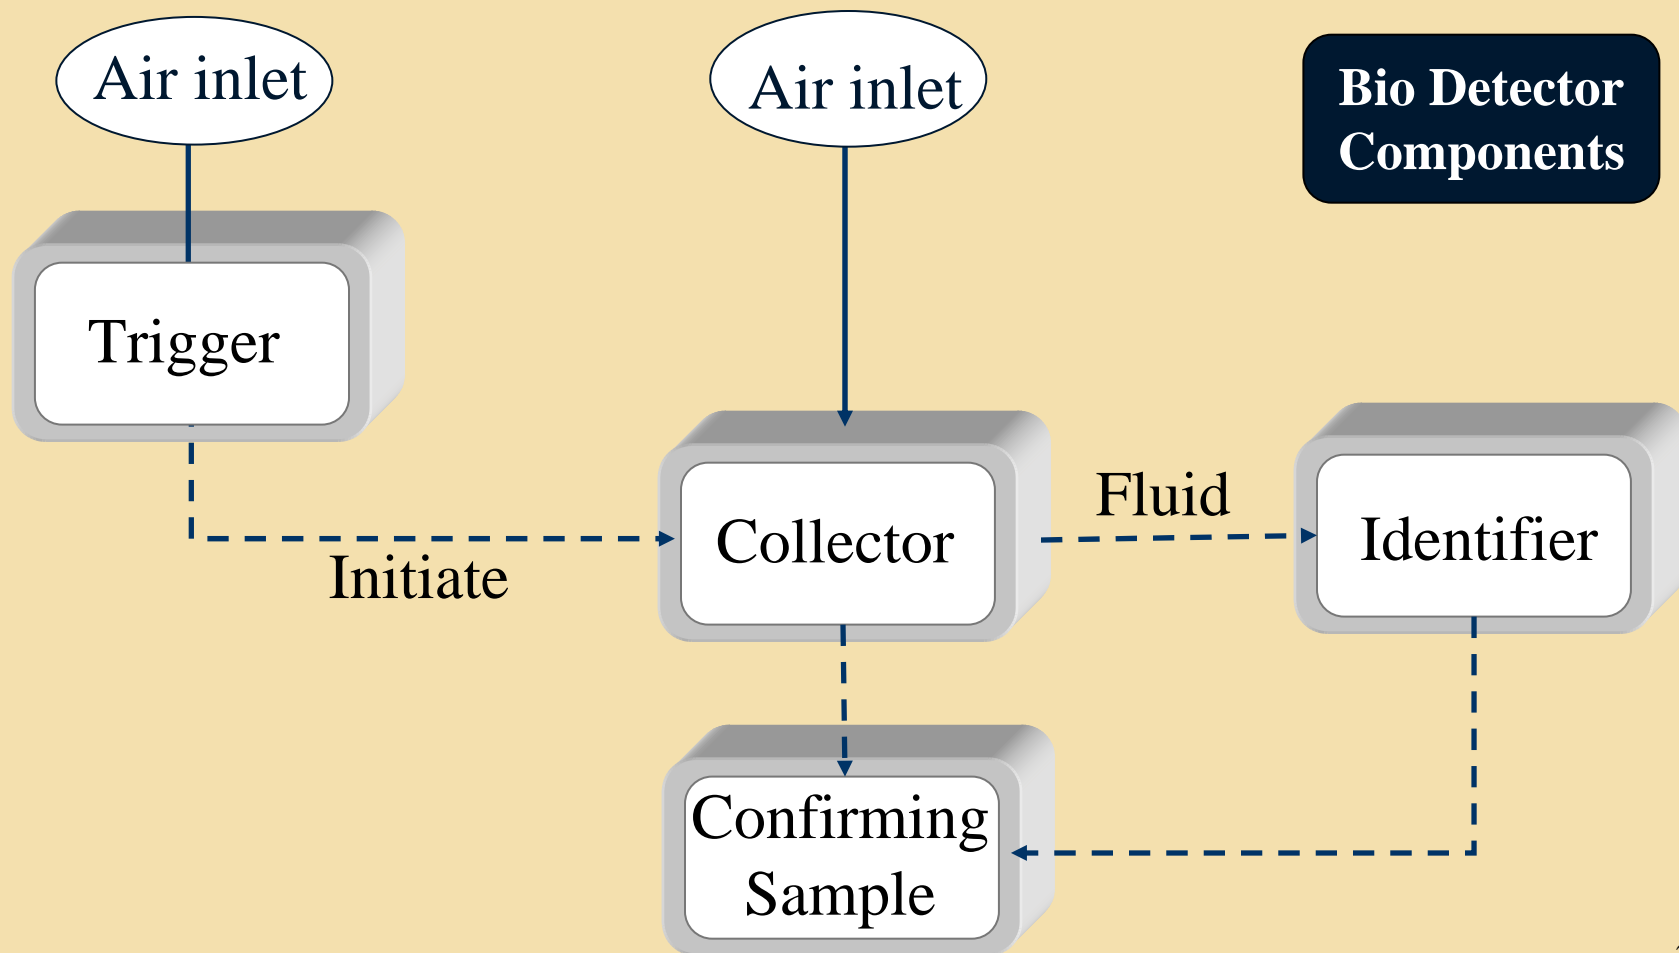 Air inlet
Air inlet
Bio Detector
Components
Trigger
Initiate
Collector
Fluid
Identifier
Confirming
Sample